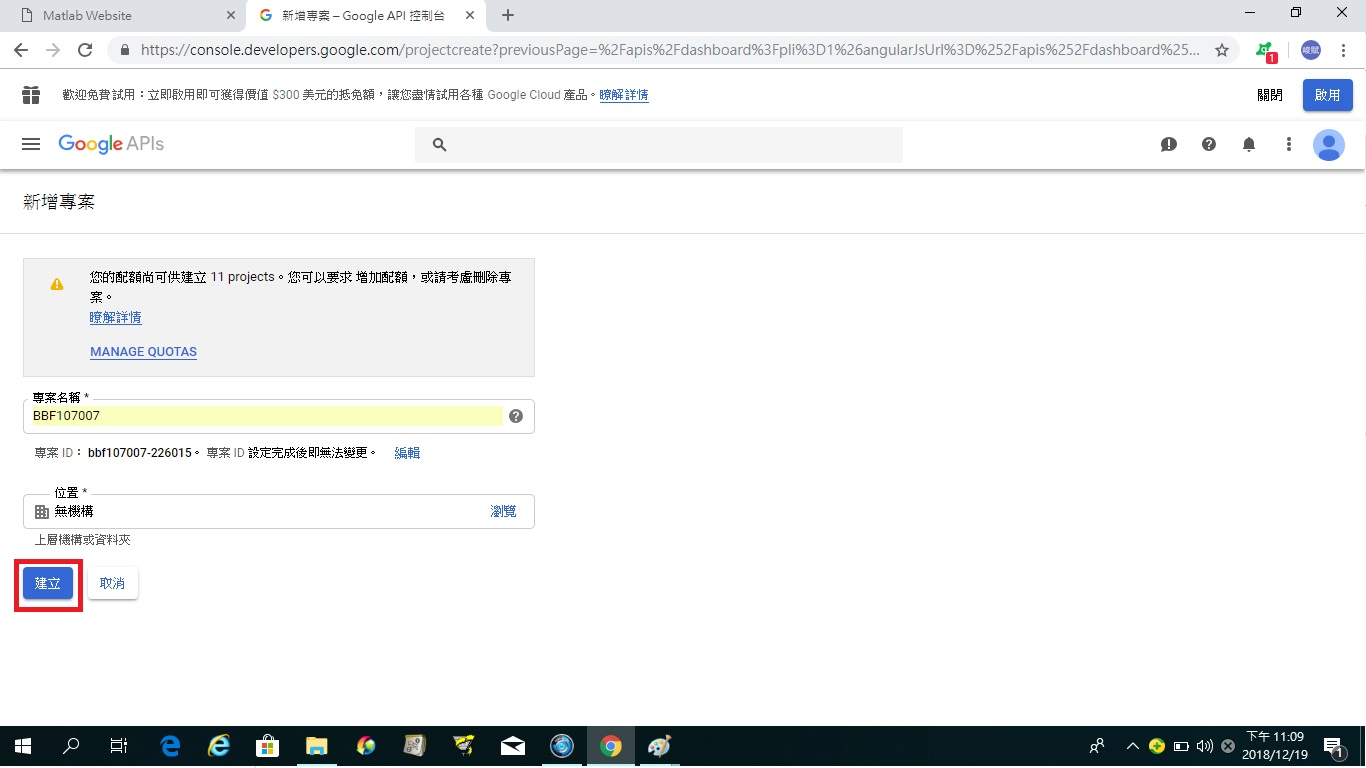 Matlab Website
新增專案 – Google API 控制台
https://console.developers.google.com/projectcreate?previousPage=%2Fapis%2Fdashboard%3Fpli%3D1%26angularJsUrl%3D%252Fapis%252Fdashboard%25...
1
峻賦
歡迎免費試用：立即啟用即可獲得價值 $300 美元的抵免額，讓您盡情試用各種 Google Cloud 產品。瞭解詳情
關閉
啟用
Google APIs
新增專案
您的配額尚可供建立 11 projects。您可以要求 增加配額，或請考慮刪除專
案。
瞭解詳情
MANAGE QUOTAS
專案名稱 *
BBF107007
專案 ID： bbf107007-226015。 專案 ID 設定完成後即無法變更。 編輯
位置 *
無機構
瀏覽
上層機構或資料夾
建立
取消
下午 11:09
2018/12/19
1